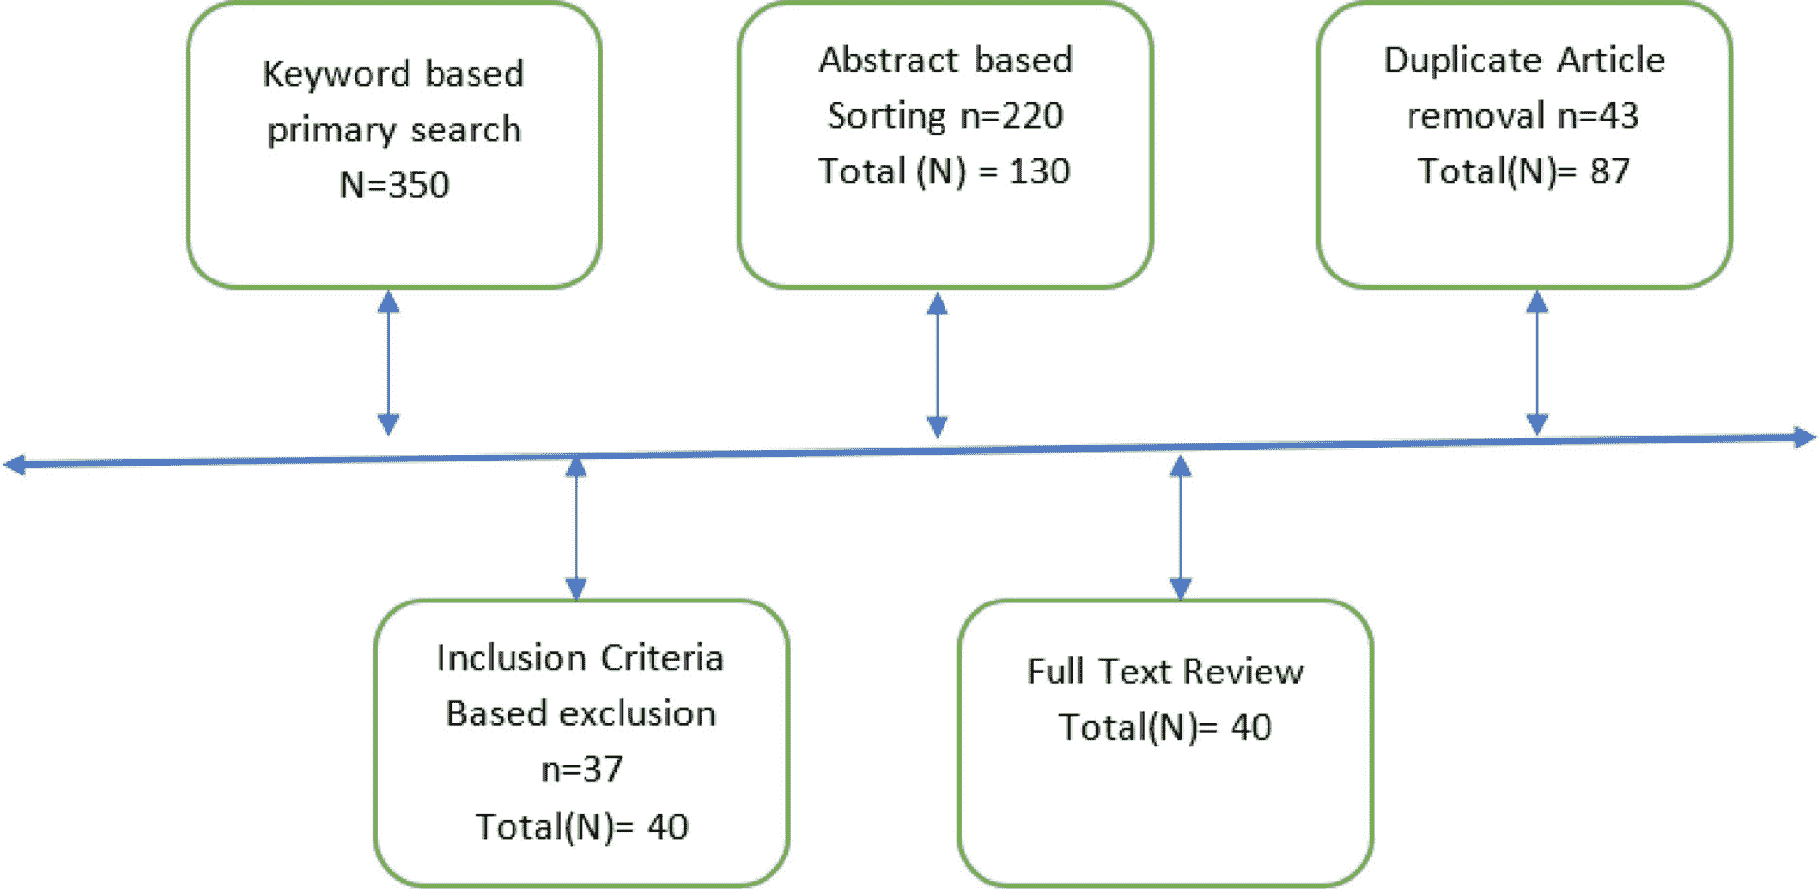 Keyword based
primary search
N=350
Abstract based
Sorting n=220
Total (N) = 130
Duplicate Article
removal n=43
Total(N)= 87
Inclusion Criteria
Based exclusion
n=37
Total(N)= 40
Full Text Review
Total(N)= 40